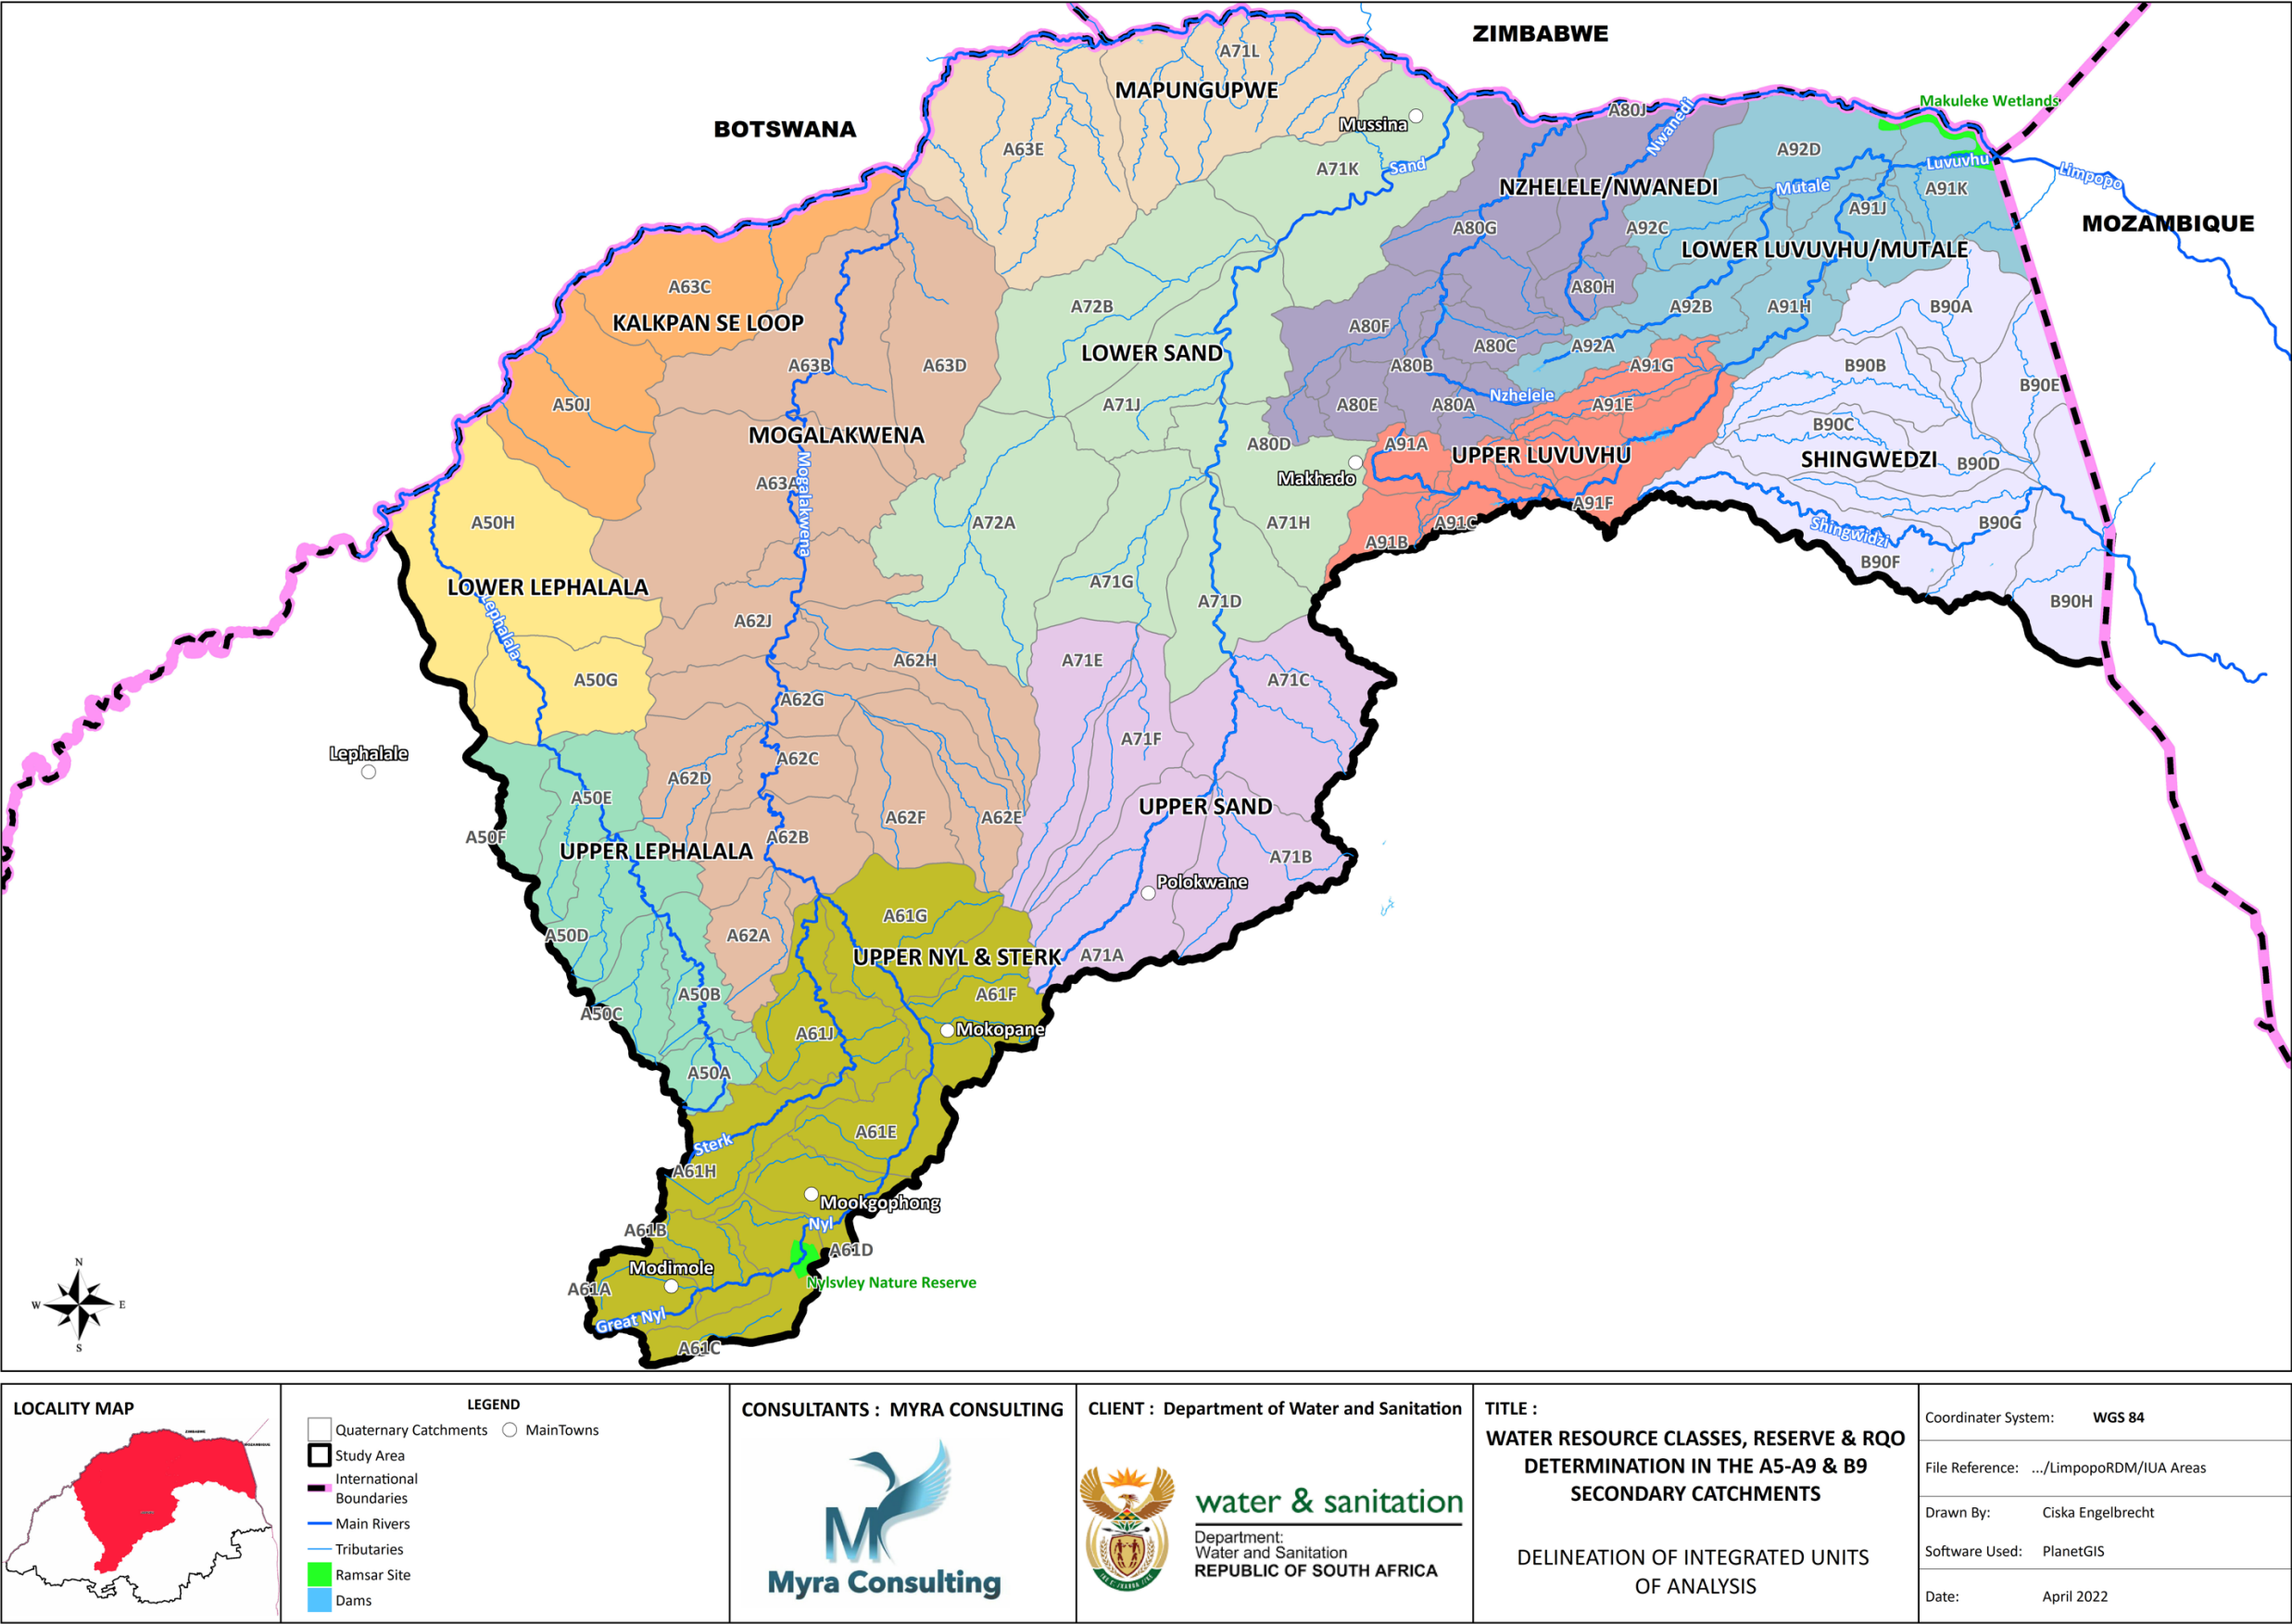 ZIMBABWE
A71L
MAPUNGUPWE
Makuleke Wetlands
A80J
Nwanedi
BOTSWANA
Mussina
A63E
A92D
Luvuvhu
Limpopo
A71K
Sand
NZHELELE/NWANEDI
Mutale
A91K
A91J
MOZAMBIQUE
A80G
A92C
LOWER LUVUVHU/MUTALE
A63C
A80H
KALKPAN SE LOOP
A72B
A92B
A91H
B90A
A80F
LOWER SAND
A80C
A92A
A63B
A63D
A80B
A91G
B90B
B90E
A50J
A71J
A80E
A80A
Nzhelele
A91E
B90C
MOGALAKWENA
A80D
A91A
UPPER LUVUVHU
SHINGWEDZI
B90D
Makhado
A63A
Mogalakwena
A50H
A72A
A71H
A91C
A91F
B90G
Shingwidzi
A91B
B90F
LOWER LEPHALALA
Lephalala
A71G
A71D
B90H
A62J
A62H
A71E
A50G
A71C
A62G
Lephalale
A71F
A62C
A62D
A50E
UPPER SAND
A50F
A62F
A62E
A62B
UPPER LEPHALALA
A71B
Polokwane
A61G
A50D
A62A
UPPER NYL & STERK
A71A
A50B
A61F
A50C
A61J
Mokopane
A50A
A61E
Sterk
A61H
Mookgophong
Nyl
A61B
A61D
Modimole
Nylsvley Nature Reserve
A61A
Great Nyl
A61C
N
W
E
S
LOCALITY MAP
ZIMBABWE
MOZAMBIQUE
LEGEND
Quaternary Catchments
MainTowns
Study Area
International
Boundaries
Main Rivers
Tributaries
Ramsar Site
Dams
CONSULTANTS : MYRA CONSULTING
M
Myra Consulting
CLIENT : Department of Water and Sanitation
water & sanitation
Department:
Water and Sanitation
REPUBLIC OF SOUTH AFRICA
TITLE :
WATER RESOURCE CLASSES, RESERVE & RQO
DETERMINATION IN THE A5-A9 & B9
SECONDARY CATCHMENTS
DELINEATION OF INTEGRATED UNITS
OF ANALYSIS
Coordinater System: WGS 84
File Reference: .../LimpopoRDM/IUA Areas
Drawn By: Ciska Engelbrecht
Software Used: PlanetGIS
Date: April 2022